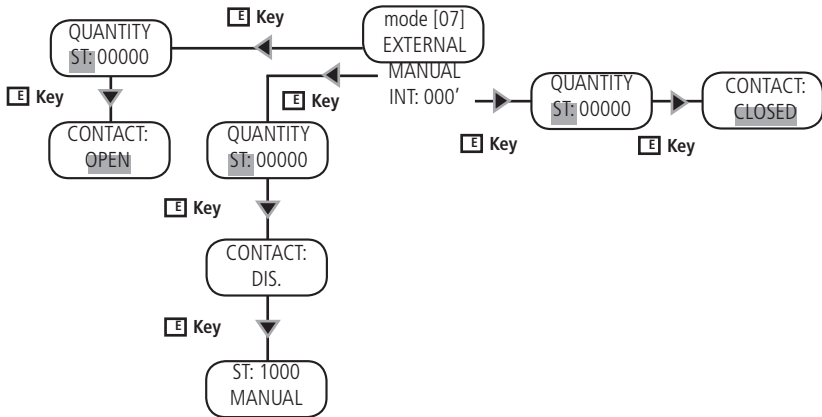 E Key
mode [07]
EXTERNAL
MANUAL
INT: 000'
QUANTITY
ST: 00000
E Key
CONTACT:
OPEN
E Key
QUANTITY
ST: 00000
E Key
CONTACT:
DIS.
E Key
ST: 1000
MANUAL
E Key
QUANTITY
ST: 00000
E Key
CONTACT:
CLOSED